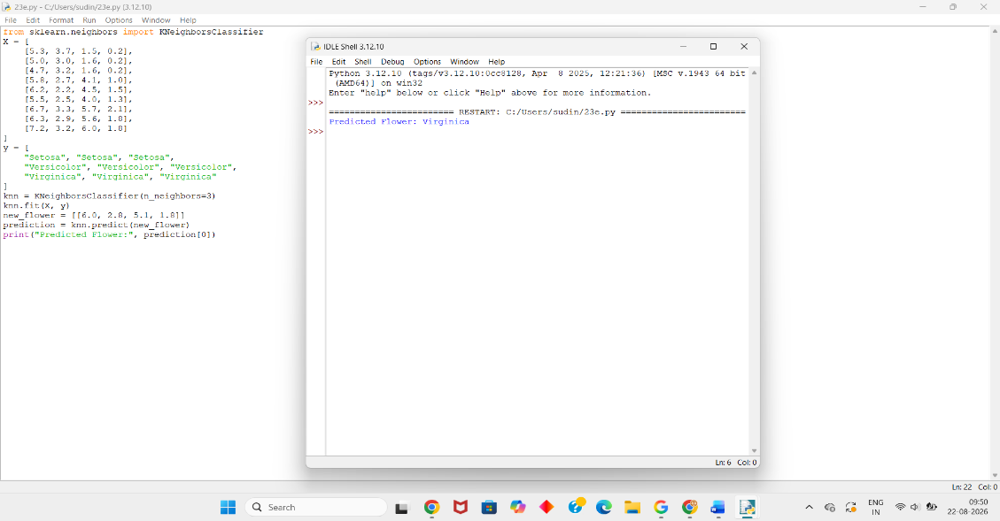 23e.py - C:/Users/sudin/23e.py (3.12.10)
File Edit Format Run Options Window Help
from sklearn.neighbors import KNeighborsClassifier
X = [
    [5.3, 3.7, 1.5, 0.2],
    [5.0, 3.0, 1.6, 0.2],
    [4.7, 3.2, 1.6, 0.2],
    [5.8, 2.7, 4.1, 1.0],
    [6.2, 2.2, 4.5, 1.5],
    [5.5, 2.5, 4.0, 1.3],
    [6.7, 3.3, 5.7, 2.1],
    [6.3, 2.9, 5.6, 1.8],
    [7.2, 3.2, 6.0, 1.8]
]
y = [
    "Setosa", "Setosa", "Setosa",
    "Versicolor", "Versicolor", "Versicolor",
    "Virginica", "Virginica", "Virginica"
]
knn = KNeighborsClassifier(n_neighbors=3)
knn.fit(X, y)
new_flower = [[6.0, 2.8, 5.1, 1.8]]
prediction = knn.predict(new_flower)
print("Predicted Flower:", prediction[0])
IDLE Shell 3.12.10
File Edit Shell Debug Options Window Help
Python 3.12.10 (tags/v3.12.10:0cc8128, Apr  8 2025, 12:21:36) [MSC v.1943 64 bit
 (AMD64)] on win32
Enter "help" below or click "Help" above for more information.
>>>
======================== RESTART: C:/Users/sudin/23e.py ========================
Predicted Flower: Virginica
>>>
Ln: 6 Col: 0
Ln: 22 Col: 0
Search
ENG
IN
09:50
22-08-2026